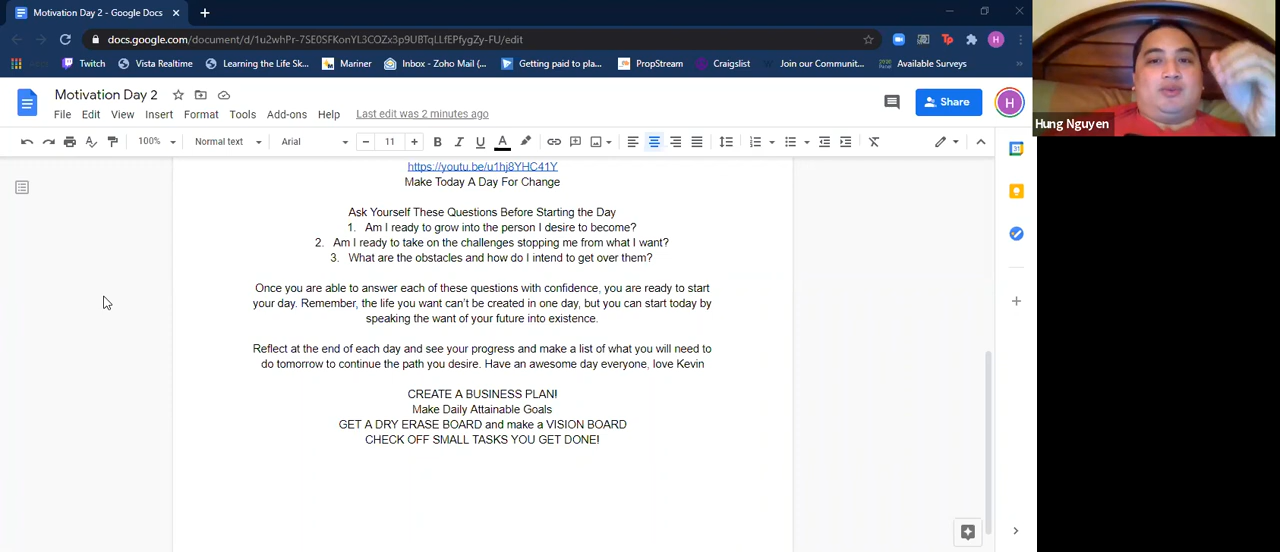 Motivation Day 2 - Google Docs
docs.google.com/document/d/1u2whPr-7SE0SFKonYL3COZx3p9UBTqLLfEPfygZy-FU/edit
Twitch
Vista Realtime
Learning the Life Sk...
Mariner
Inbox - Zoho Mail (...
Getting paid to pla...
PropStream
Craigslist
Join our Communit...
Available Surveys
Motivation Day 2
File Edit View Insert Format Tools Add-ons Help Last edit was 2 minutes ago
Share
H
100% Normal text Arial 11 B I U A
https://youtu.be/u1hj8YHC41Y
Make Today A Day For Change
Ask Yourself These Questions Before Starting the Day
1. Am I ready to grow into the person I desire to become?
2. Am I ready to take on the challenges stopping me from what I want?
3. What are the obstacles and how do I intend to get over them?
Once you are able to answer each of these questions with confidence, you are ready to start
your day. Remember, the life you want can't be created in one day, but you can start today by
speaking the want of your future into existence.
Reflect at the end of each day and see your progress and make a list of what you will need to
do tomorrow to continue the path you desire. Have an awesome day everyone, love Kevin
CREATE A BUSINESS PLAN!
Make Daily Attainable Goals
GET A DRY ERASE BOARD and make a VISION BOARD
CHECK OFF SMALL TASKS YOU GET DONE!
Hung Nguyen